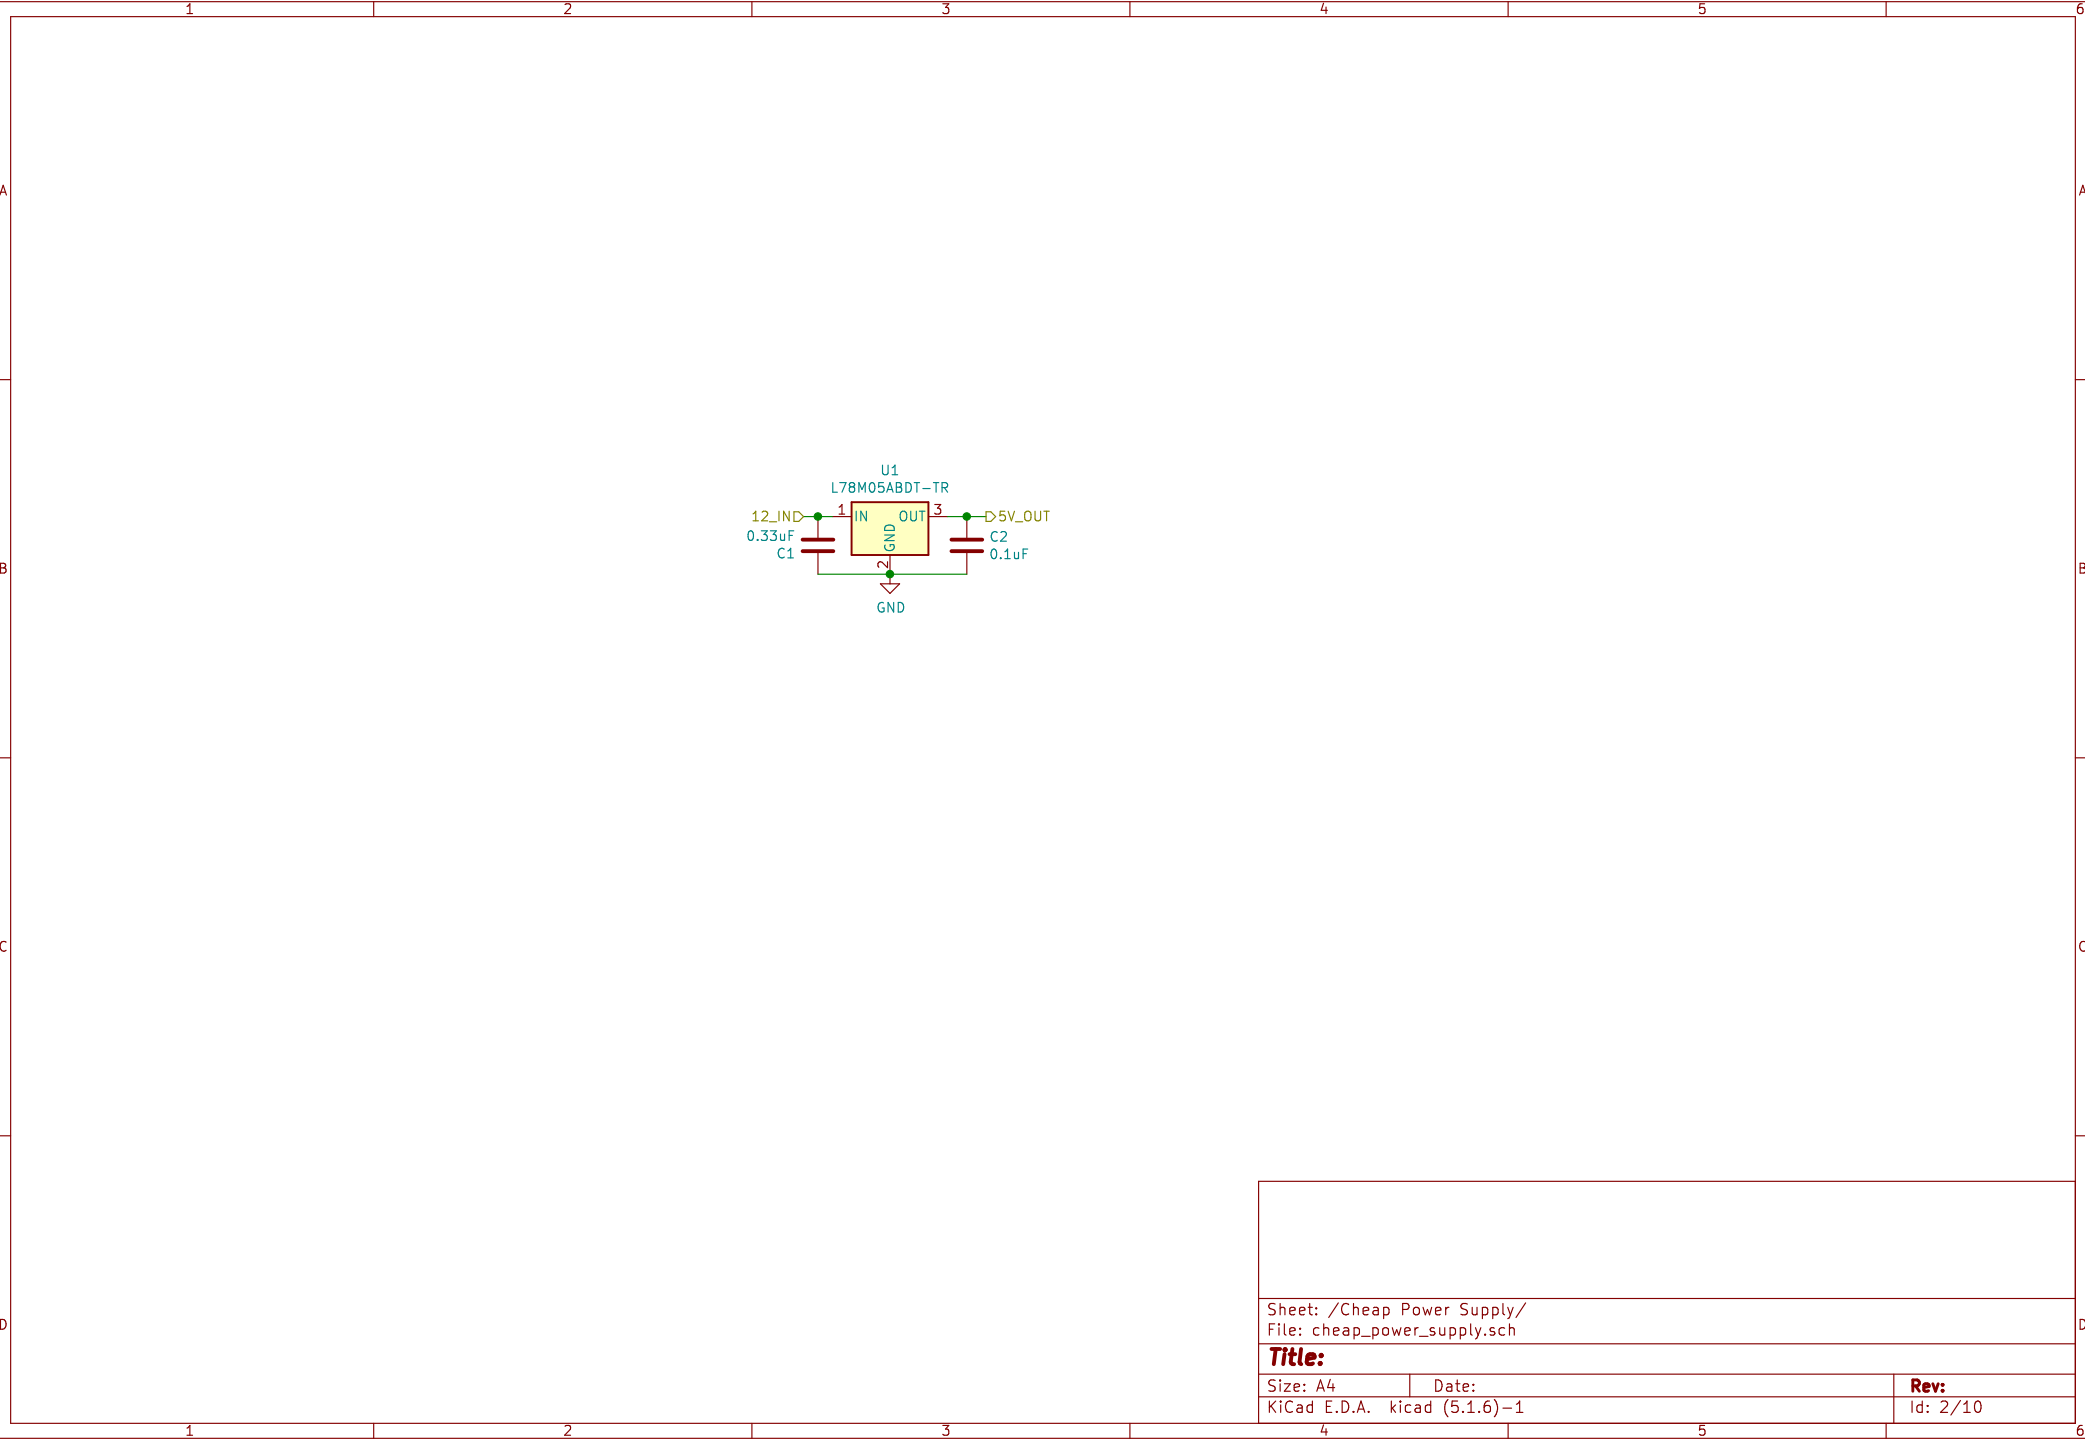 1 2 3 4 5 6
A A
U1
L78M05ABDT-TR
12_IN 1 IN OUT 3 5V_OUT
GND
0.33uF C2
C1 0.1uF
2
B B
GND
C C
Sheet: /Cheap Power Supply/
D D
File: cheap_power_supply.sch
Title:
Size: A4 Date: Rev:
KiCad E.D.A. kicad (5.1.6)-1 Id: 2/10
1 2 3 4 5 6